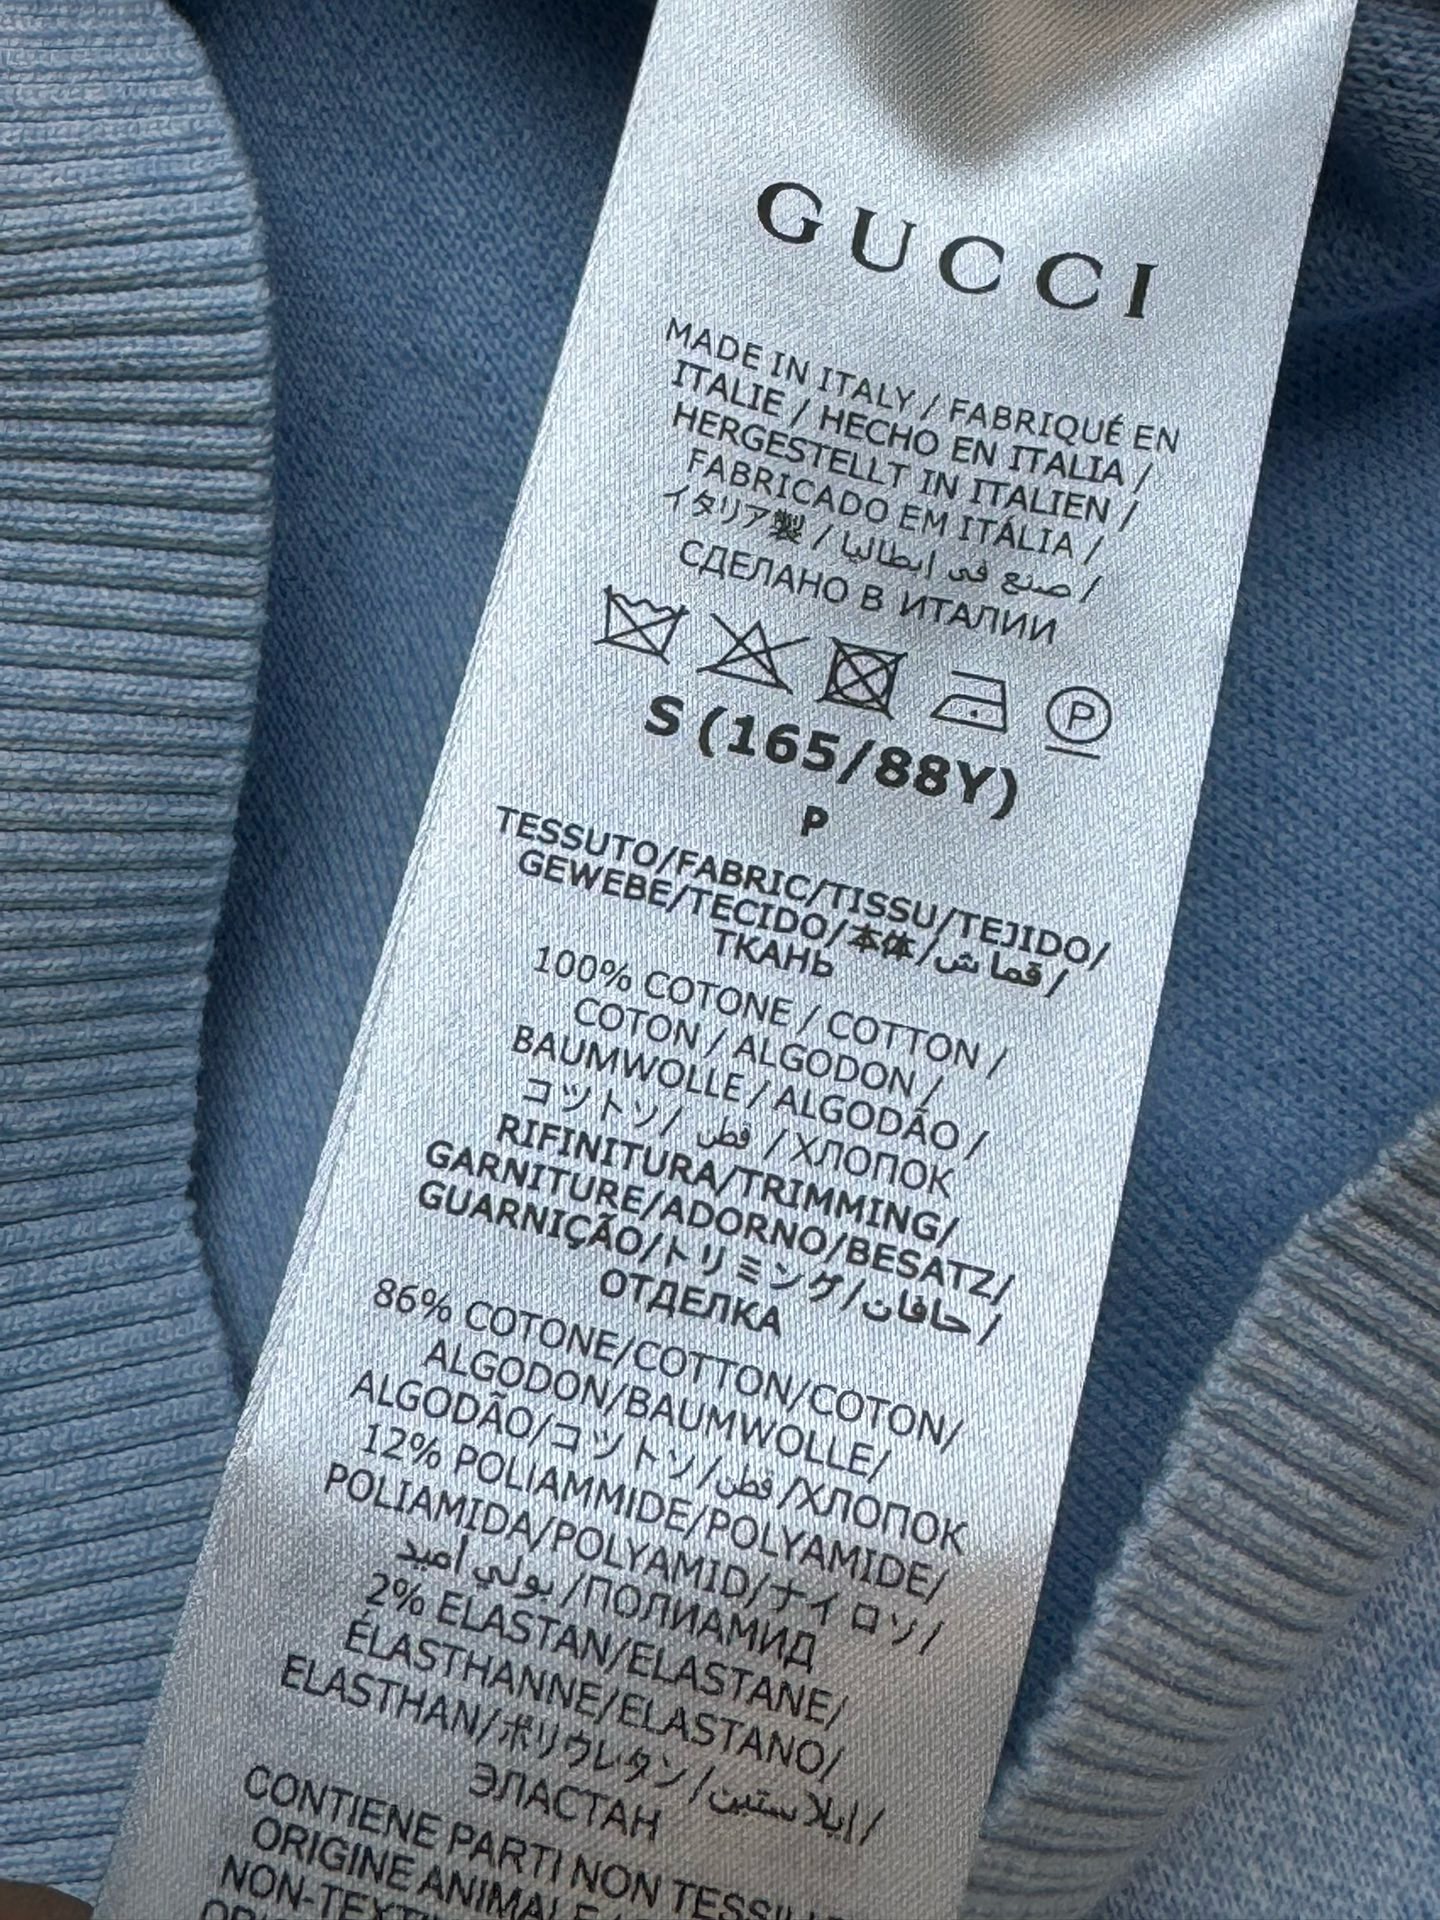 GUCCI
MADE IN ITALY / FABRIQUÉ EN
ITALIE / HECHO EN ITALIA /
HERGESTELLT IN ITALIEN /
FABRICADO EM ITÁLIA /
イタリア製 / صنع في ايطاليا /
СДЕЛАНО В ИТАЛИИ
P
S (165/88Y)
P
TESSUTO/FABRIC/TISSU/TEJIDO/
GEWEBE/TECIDO/本体/قماش/
ТКАНЬ
100% COTONE / COTTON /
COTON / ALGODON /
BAUMWOLLE / ALGODÃO /
コツトン/ قطن /ХЛОПОК
RIFINITURA/TRIMMING/
GARNITURE/ADORNO/BESATZ/
GUARNIÇÃO/トリミング/حافات/
ОТДЕЛКА
86% COTONE/COTTON/COTON/
ALGODON/BAUMWOLLE/
ALGODÃO/コツトン/قطن/ХЛОПОК
12% POLIAMMIDE/POLYAMIDE/
POLIAMIDA/POLYAMID/ナイロン/
بولي أميد/ПОЛИАМИД
2% ELASTAN/ELASTANE/
ÉLASTHANNE/ELASTANO/
ELASTHAN/ポリウレタン/إيلاستين/
ЭЛАСТАН
CONTIENE PARTI NON TESSILI
ORIGINE ANIMALE